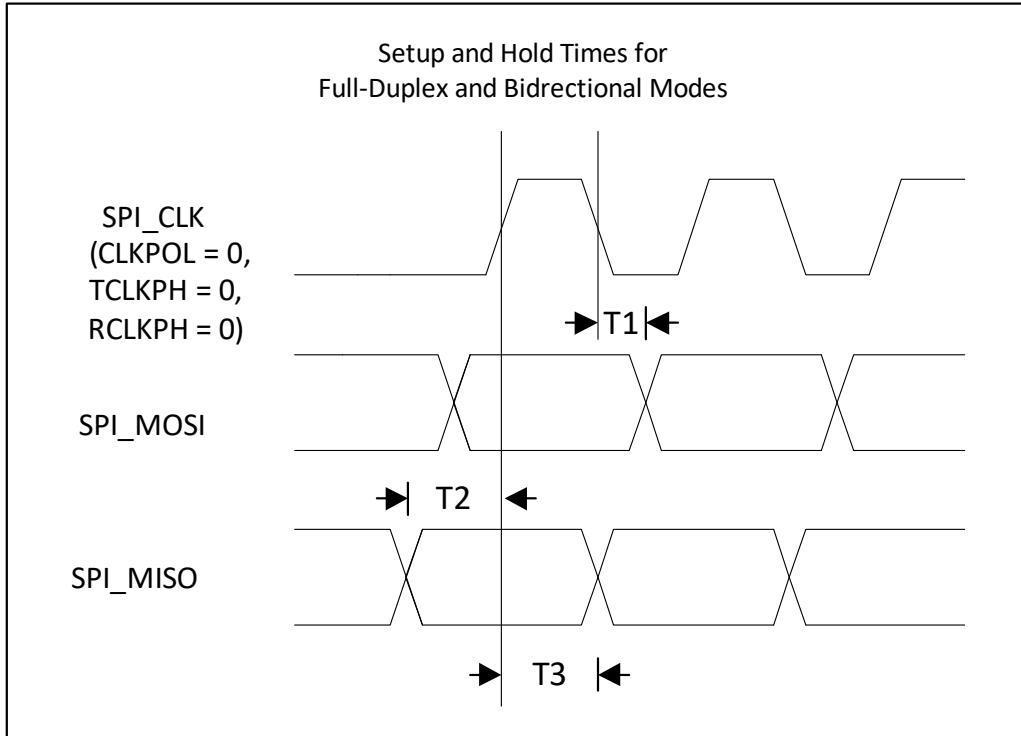 Setup and Hold Times for
Full-Duplex and Bidrectional Modes
SPI_CLK
(CLKPOL = 0,
TCLKPH = 0,
RCLKPH = 0)
T1
SPI_MOSI
T2
SPI_MISO
T3